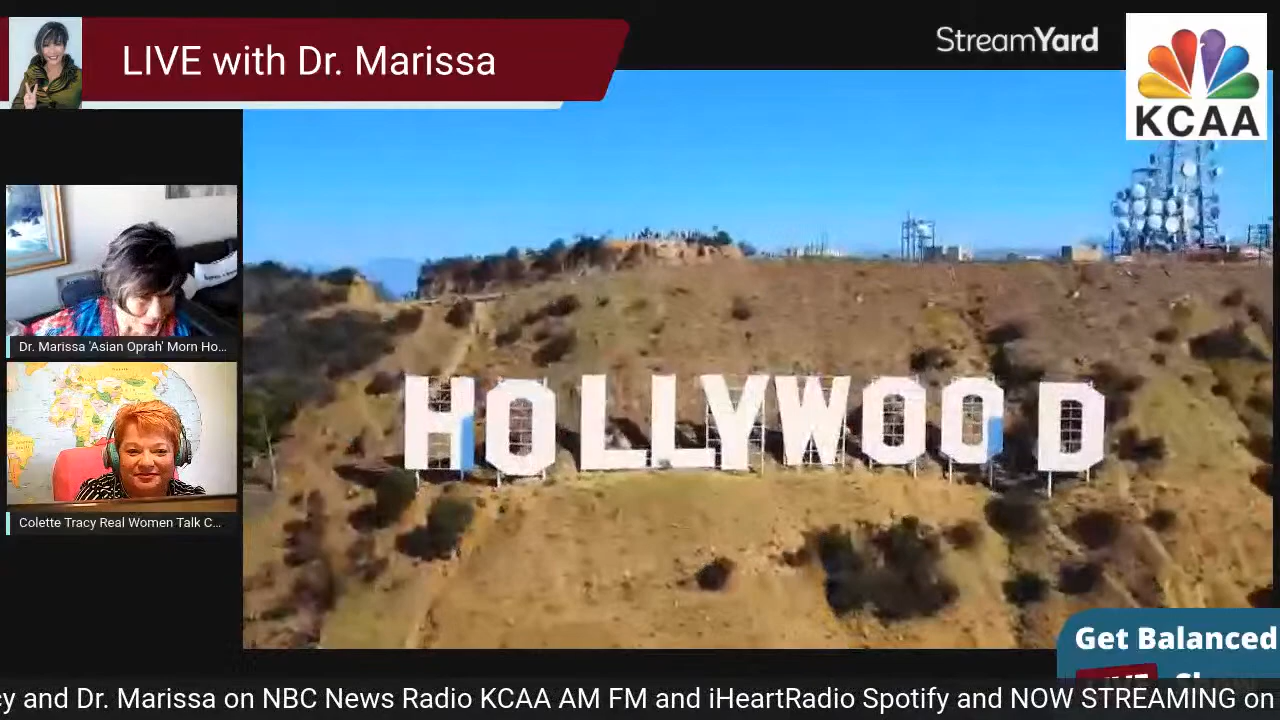 LIVE with Dr. Marissa
StreamYard
KCAA
Dr. Marissa 'Asian Oprah' Morn Ho...
Colette Tracy Real Women Talk C...
HOLLYWOOD
Get Balanced
LIVE Show
cy and Dr. Marissa on NBC News Radio KCAA AM FM and iHeartRadio Spotify and NOW STREAMING on